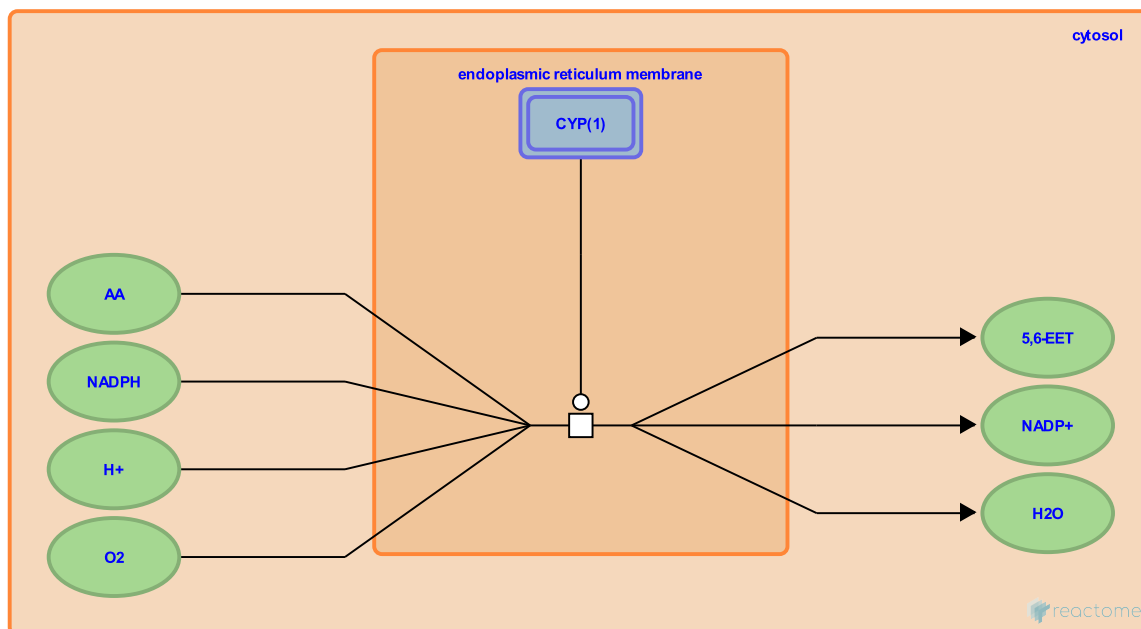 cytosol
endoplasmic reticulum membrane
CYP(1)
AA
NADPH
H+
O2
5,6-EET
NADP+
H2O
reactome